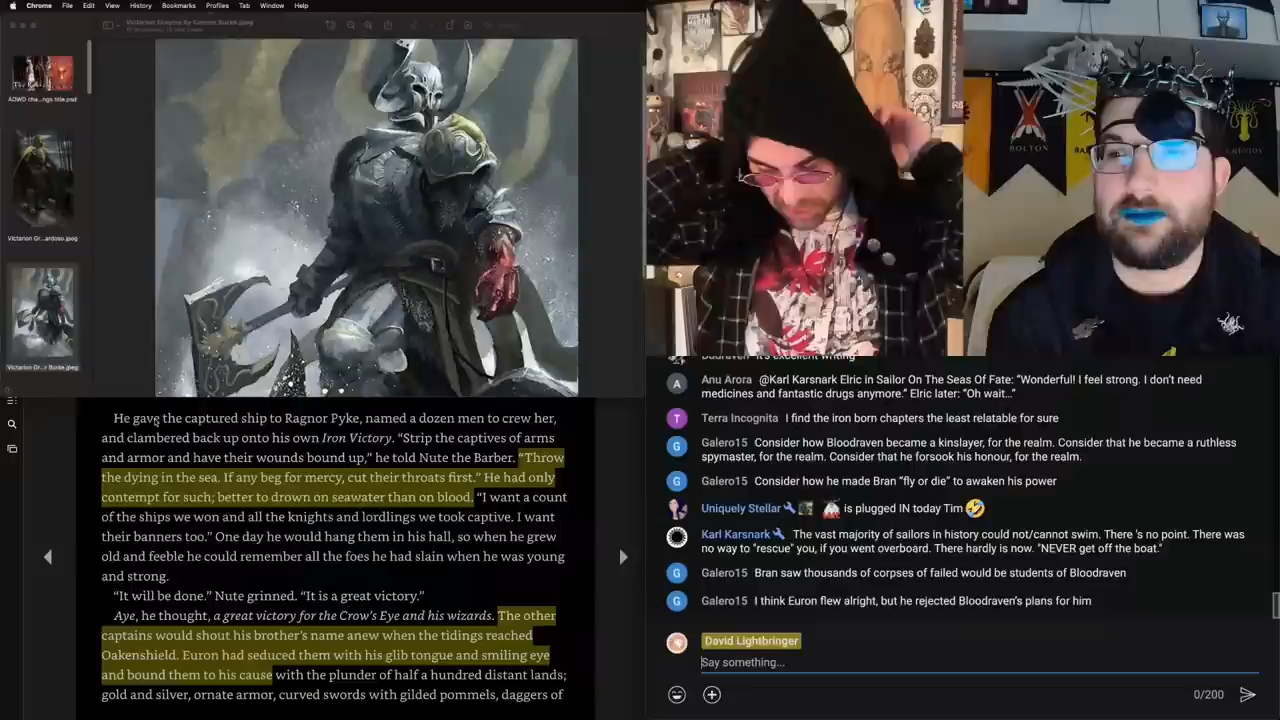 Chrome File Edit View History Bookmarks Profiles Tab Window Help
ADWD cha...ngs title.psd
Victarion Gr...ardoso.jpeg
Victarion Gr...r Burke.jpeg
He gave the captured ship to Ragnor Pyke, named a dozen men to crew her,
and clambered back up onto his own Iron Victory. “Strip the captives of arms
and armor and have their wounds bound up,” he told Nute the Barber. “Throw
the dying in the sea. If any beg for mercy, cut their throats first.” He had only
contempt for such; better to drown on seawater than on blood. “I want a count
of the ships we won and all the knights and lordlings we took captive. I want
their banners too.” One day he would hang them in his hall, so when he grew
old and feeble he could remember all the foes he had slain when he was young
and strong.
“It will be done.” Nute grinned. “It is a great victory.”
Aye, he thought, a great victory for the Crow’s Eye and his wizards. The other
captains would shout his brother’s name anew when the tidings reached
Oakenshield. Euron had seduced them with his glib tongue and smiling eye
and bound them to his cause with the plunder of half a hundred distant lands;
gold and silver, ornate armor, curved swords with gilded pommels, daggers of
BOLTON
Anu Arora @Karl Karsnark Elric in Sailor On The Seas Of Fate: “Wonderful! I feel strong. I don’t need
medicines and fantastic drugs anymore.” Elric later: “Oh wait…”
Terra Incognita I find the iron born chapters the least relatable for sure
Galero15 Consider how Bloodraven became a kinslayer, for the realm. Consider that he became a ruthless
spymaster, for the realm. Consider that he forsook his honour, for the realm.
Galero15 Consider how he made Bran “fly or die” to awaken his power
Uniquely Stellar is plugged IN today Tim
Karl Karsnark The vast majority of sailors in history could not/cannot swim. There 's no point. There was
no way to "rescue" you, if you went overboard. There hardly is now. "NEVER get off the boat."
Galero15 Bran saw thousands of corpses of failed would be students of Bloodraven
Galero15 I think Euron flew alright, but he rejected Bloodraven’s plans for him
David Lightbringer
Say something...
0/200